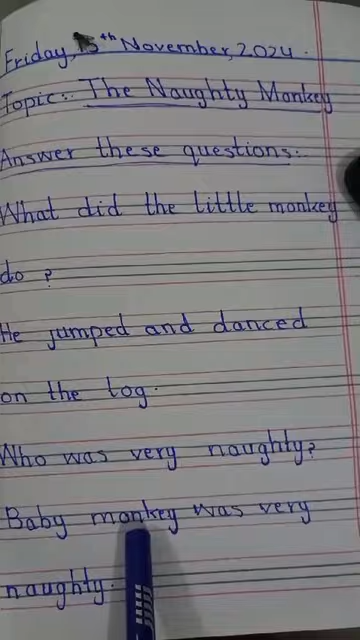 Friday, 15th November, 2024.
Topic:- The Naughty Monkey
Answer these questions:-
What did the little monkey
do ?
He jumped and danced
on the log.
Who was very naughty?
Baby monkey was very
naughty.